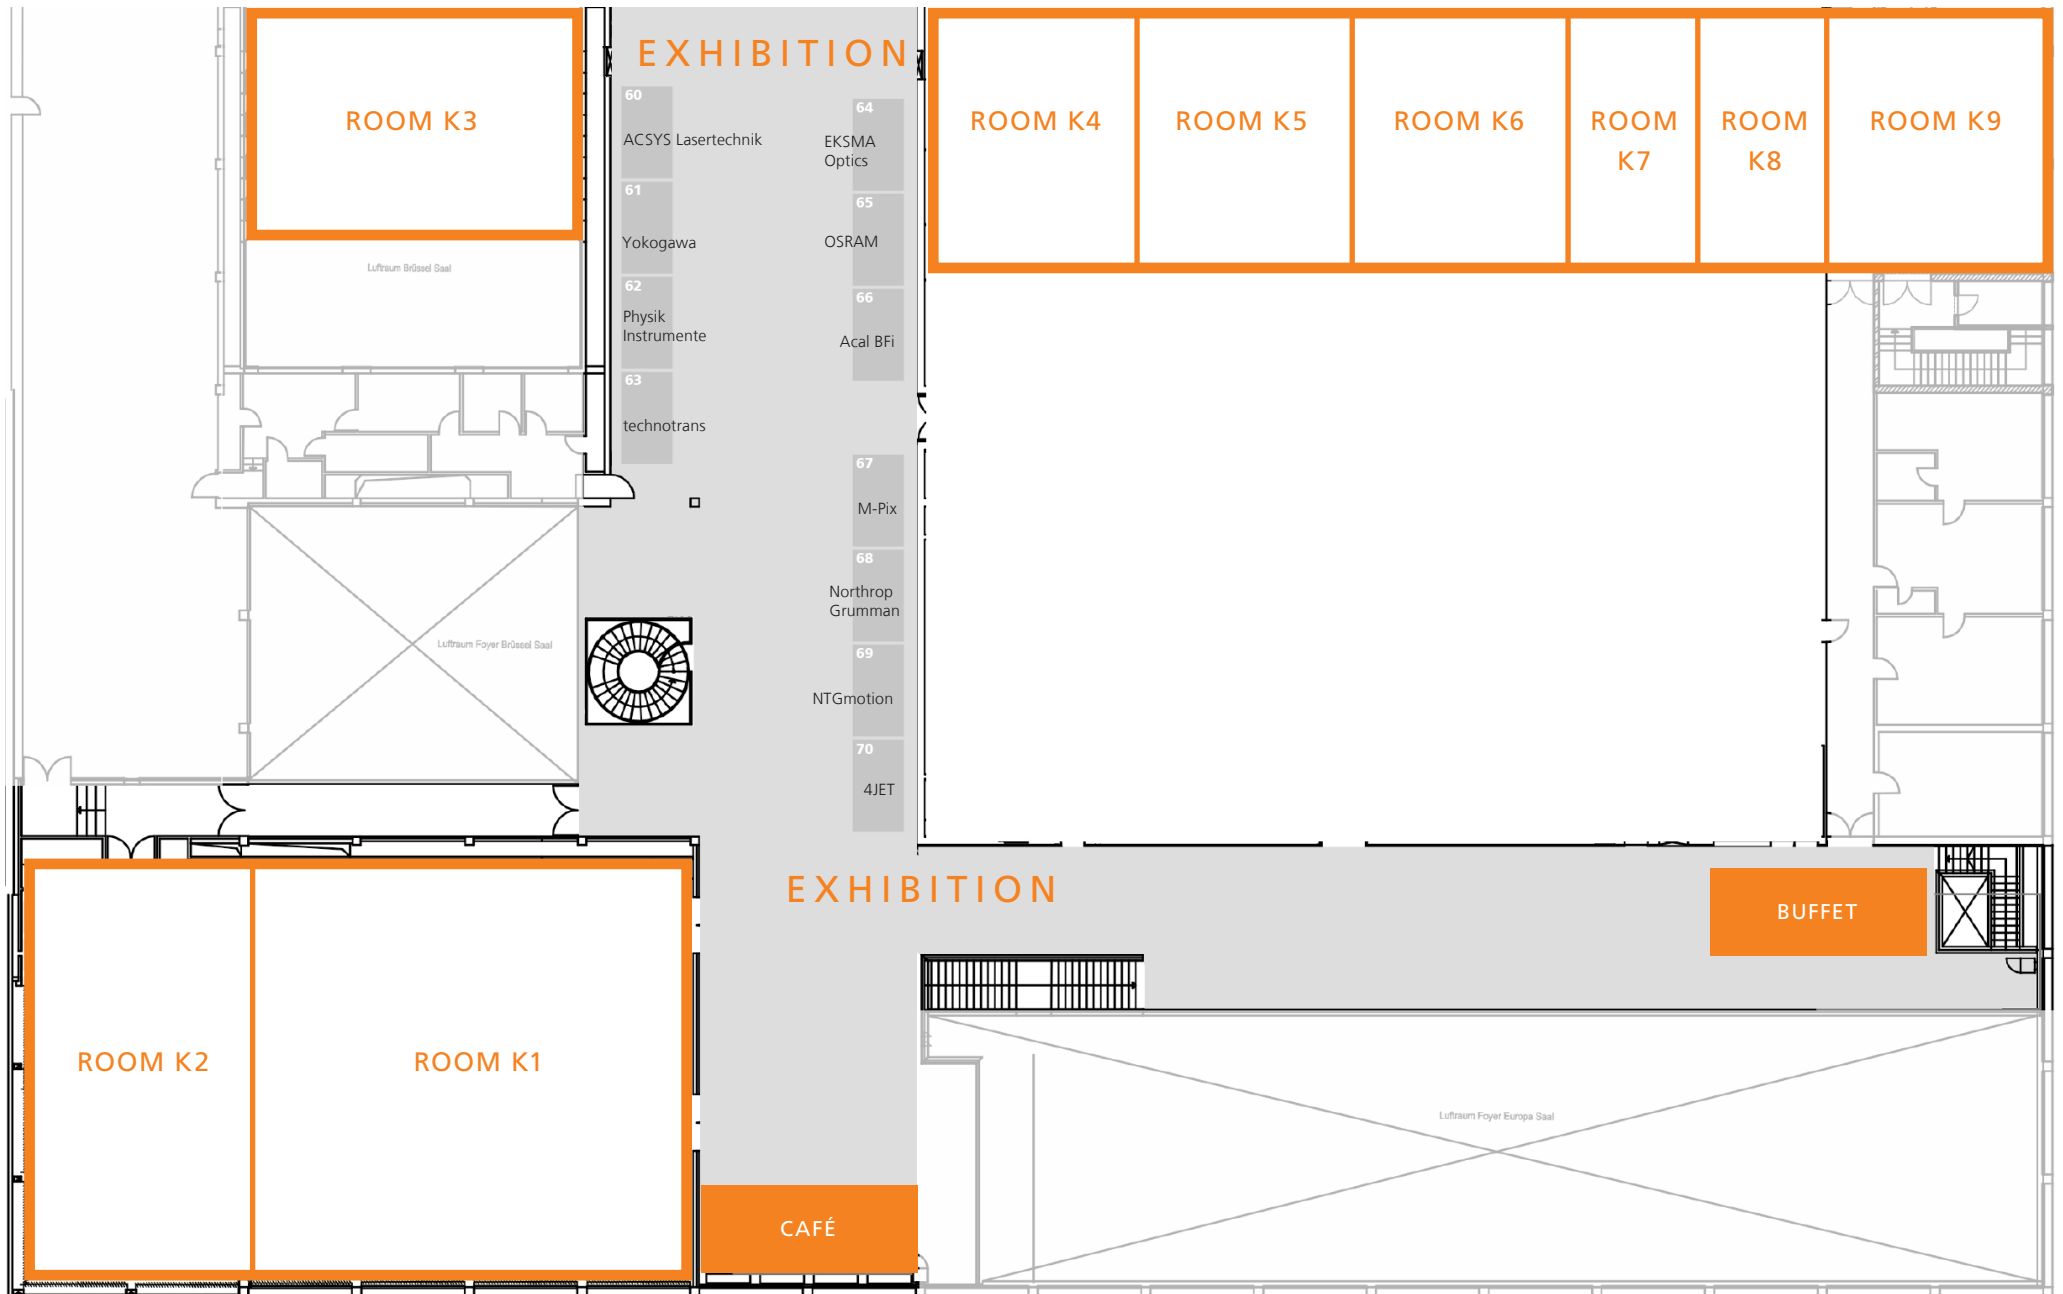 EXHIBITION
ROOM K3
60
ACSYS Lasertechnik
61
Yokogawa
62
Physik
Instrumente
63
technotrans
64
EKSMA
Optics
65
OSRAM
66
Acal BFi
67
M-Pix
68
Northrop
Grumman
69
NTGmotion
70
4JET
ROOM K4
ROOM K5
ROOM K6
ROOM
K7
ROOM
K8
ROOM K9
Luftraum Brüssel Saal
Luftraum Foyer Brüssel Saal
EXHIBITION
BUFFET
ROOM K2
ROOM K1
Luftraum Foyer Europa Saal
CAFÉ